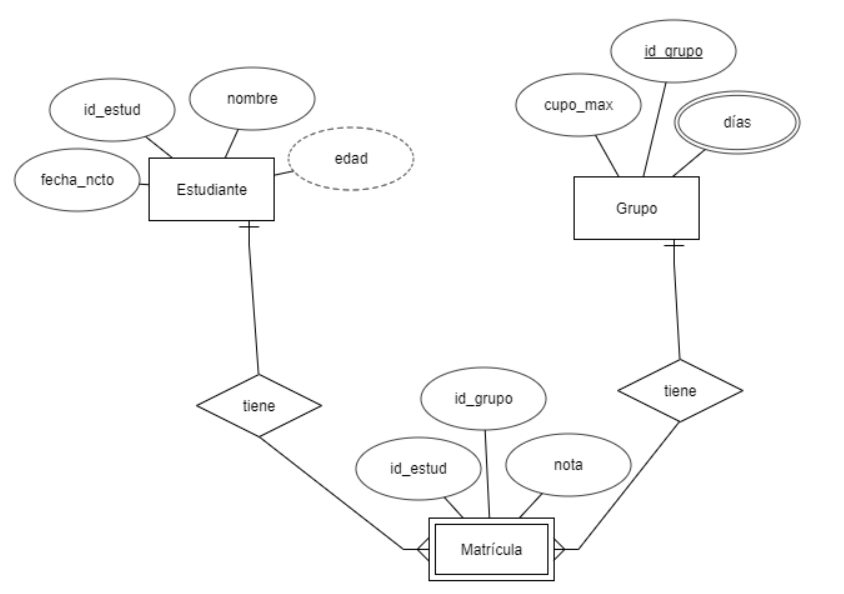 id_grupo
nombre
id_estud
cupo_max
días
edad
fecha_ncto
Estudiante
Grupo
tiene
id_grupo
tiene
id_estud
nota
Matrícula